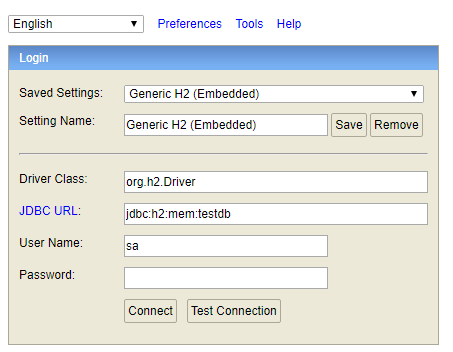 English Preferences Tools Help
Login
Saved Settings: Generic H2 (Embedded)
Setting Name: Generic H2 (Embedded) Save Remove
Driver Class: org.h2.Driver
JDBC URL: jdbc:h2:mem:testdb
User Name: sa
Password:
Connect Test Connection